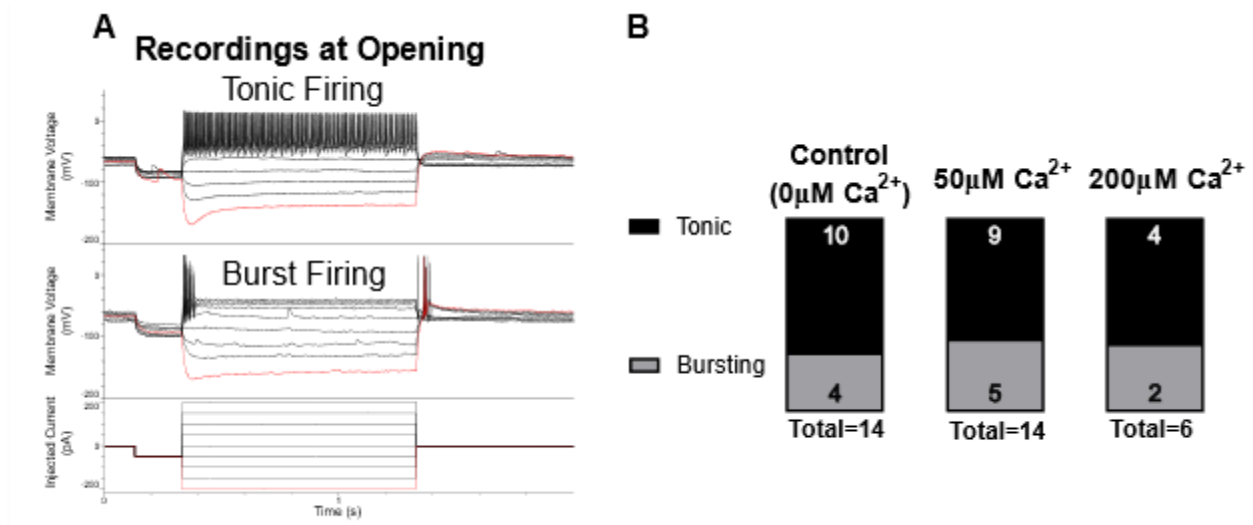 A
Recordings at Opening
Tonic Firing
Membrane Voltage
(mV)
0
-100
-200
Burst Firing
Membrane Voltage
(mV)
0
-100
-200
Injected Current
(pA)
200
0
-200
0
1
Time (s)
B
Control
(0µM Ca²⁺)
50µM Ca²⁺
200µM Ca²⁺
Tonic
10
9
4
Bursting
4
5
2
Total=14
Total=14
Total=6